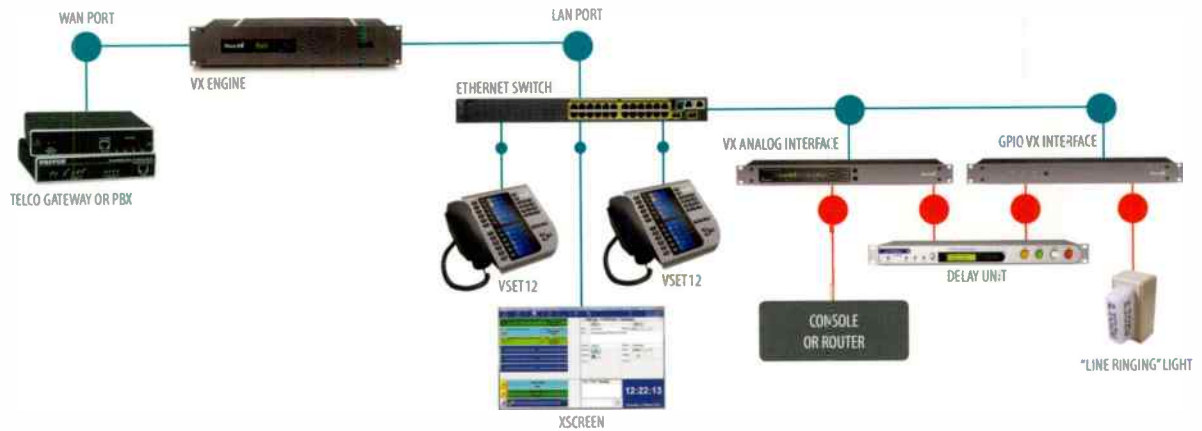 WAN PORT
LAN PORT
VX ENGINE
ETHERNET SWITCH
VX ANALOG INTERFACE
GPIO VX INTERFACE
TELCO GATEWAY OR PBX
VSET12
VSET12
DELAY UNIT
CONSOLE
OR ROUTER
"LINE RINGING" LIGHT
12:22:13
XSCREEN